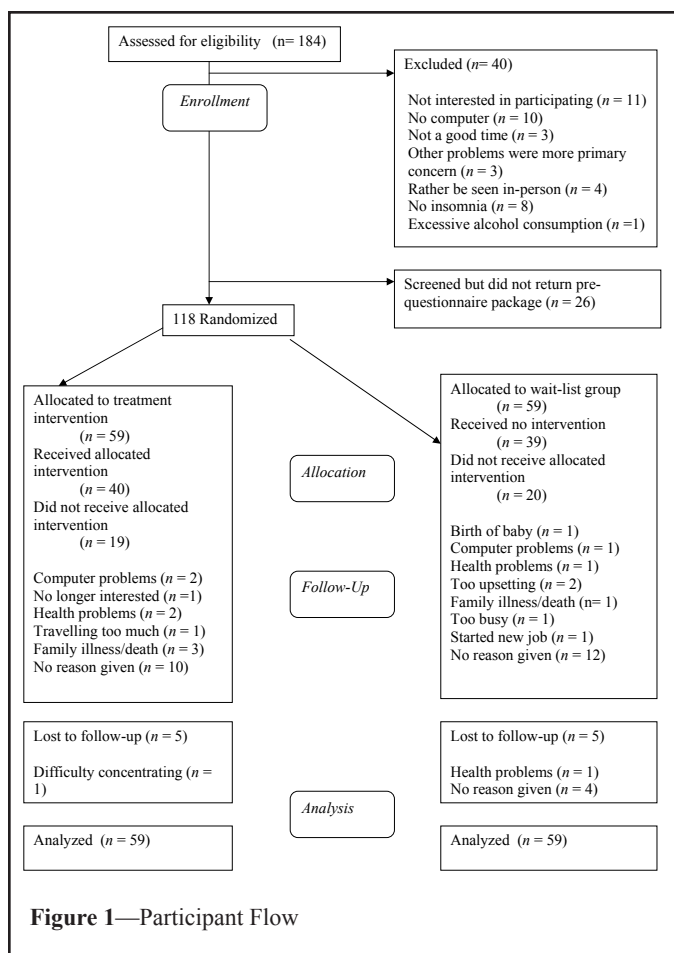 Assessed for eligibility (n= 184)
Enrollment
Excluded (n= 40)
Not interested in participating (n = 11)
No computer (n = 10)
Not a good time (n = 3)
Other problems were more primary
concern (n = 3)
Rather be seen in-person (n = 4)
No insomnia (n = 8)
Excessive alcohol consumption (n =1)
Screened but did not return pre-
questionnaire package (n = 26)
118 Randomized
Allocated to treatment
intervention
(n = 59)
Received allocated
intervention
(n = 40)
Did not receive allocated
intervention
(n = 19)
Computer problems (n = 2)
No longer interested (n =1)
Health problems (n = 2)
Travelling too much (n = 1)
Family illness/death (n = 3)
No reason given (n = 10)
Allocation
Follow-Up
Allocated to wait-list group
(n = 59)
Received no intervention
(n = 39)
Did not receive allocated
intervention
(n = 20)
Birth of baby (n = 1)
Computer problems (n = 1)
Health problems (n = 1)
Too upsetting (n = 2)
Family illness/death (n= 1)
Too busy (n = 1)
Started new job (n = 1)
No reason given (n = 12)
Lost to follow-up (n = 5)
Difficulty concentrating (n =
1)
Analysis
Lost to follow-up (n = 5)
Health problems (n = 1)
No reason given (n = 4)
Analyzed (n = 59)
Analyzed (n = 59)
Figure 1—Participant Flow